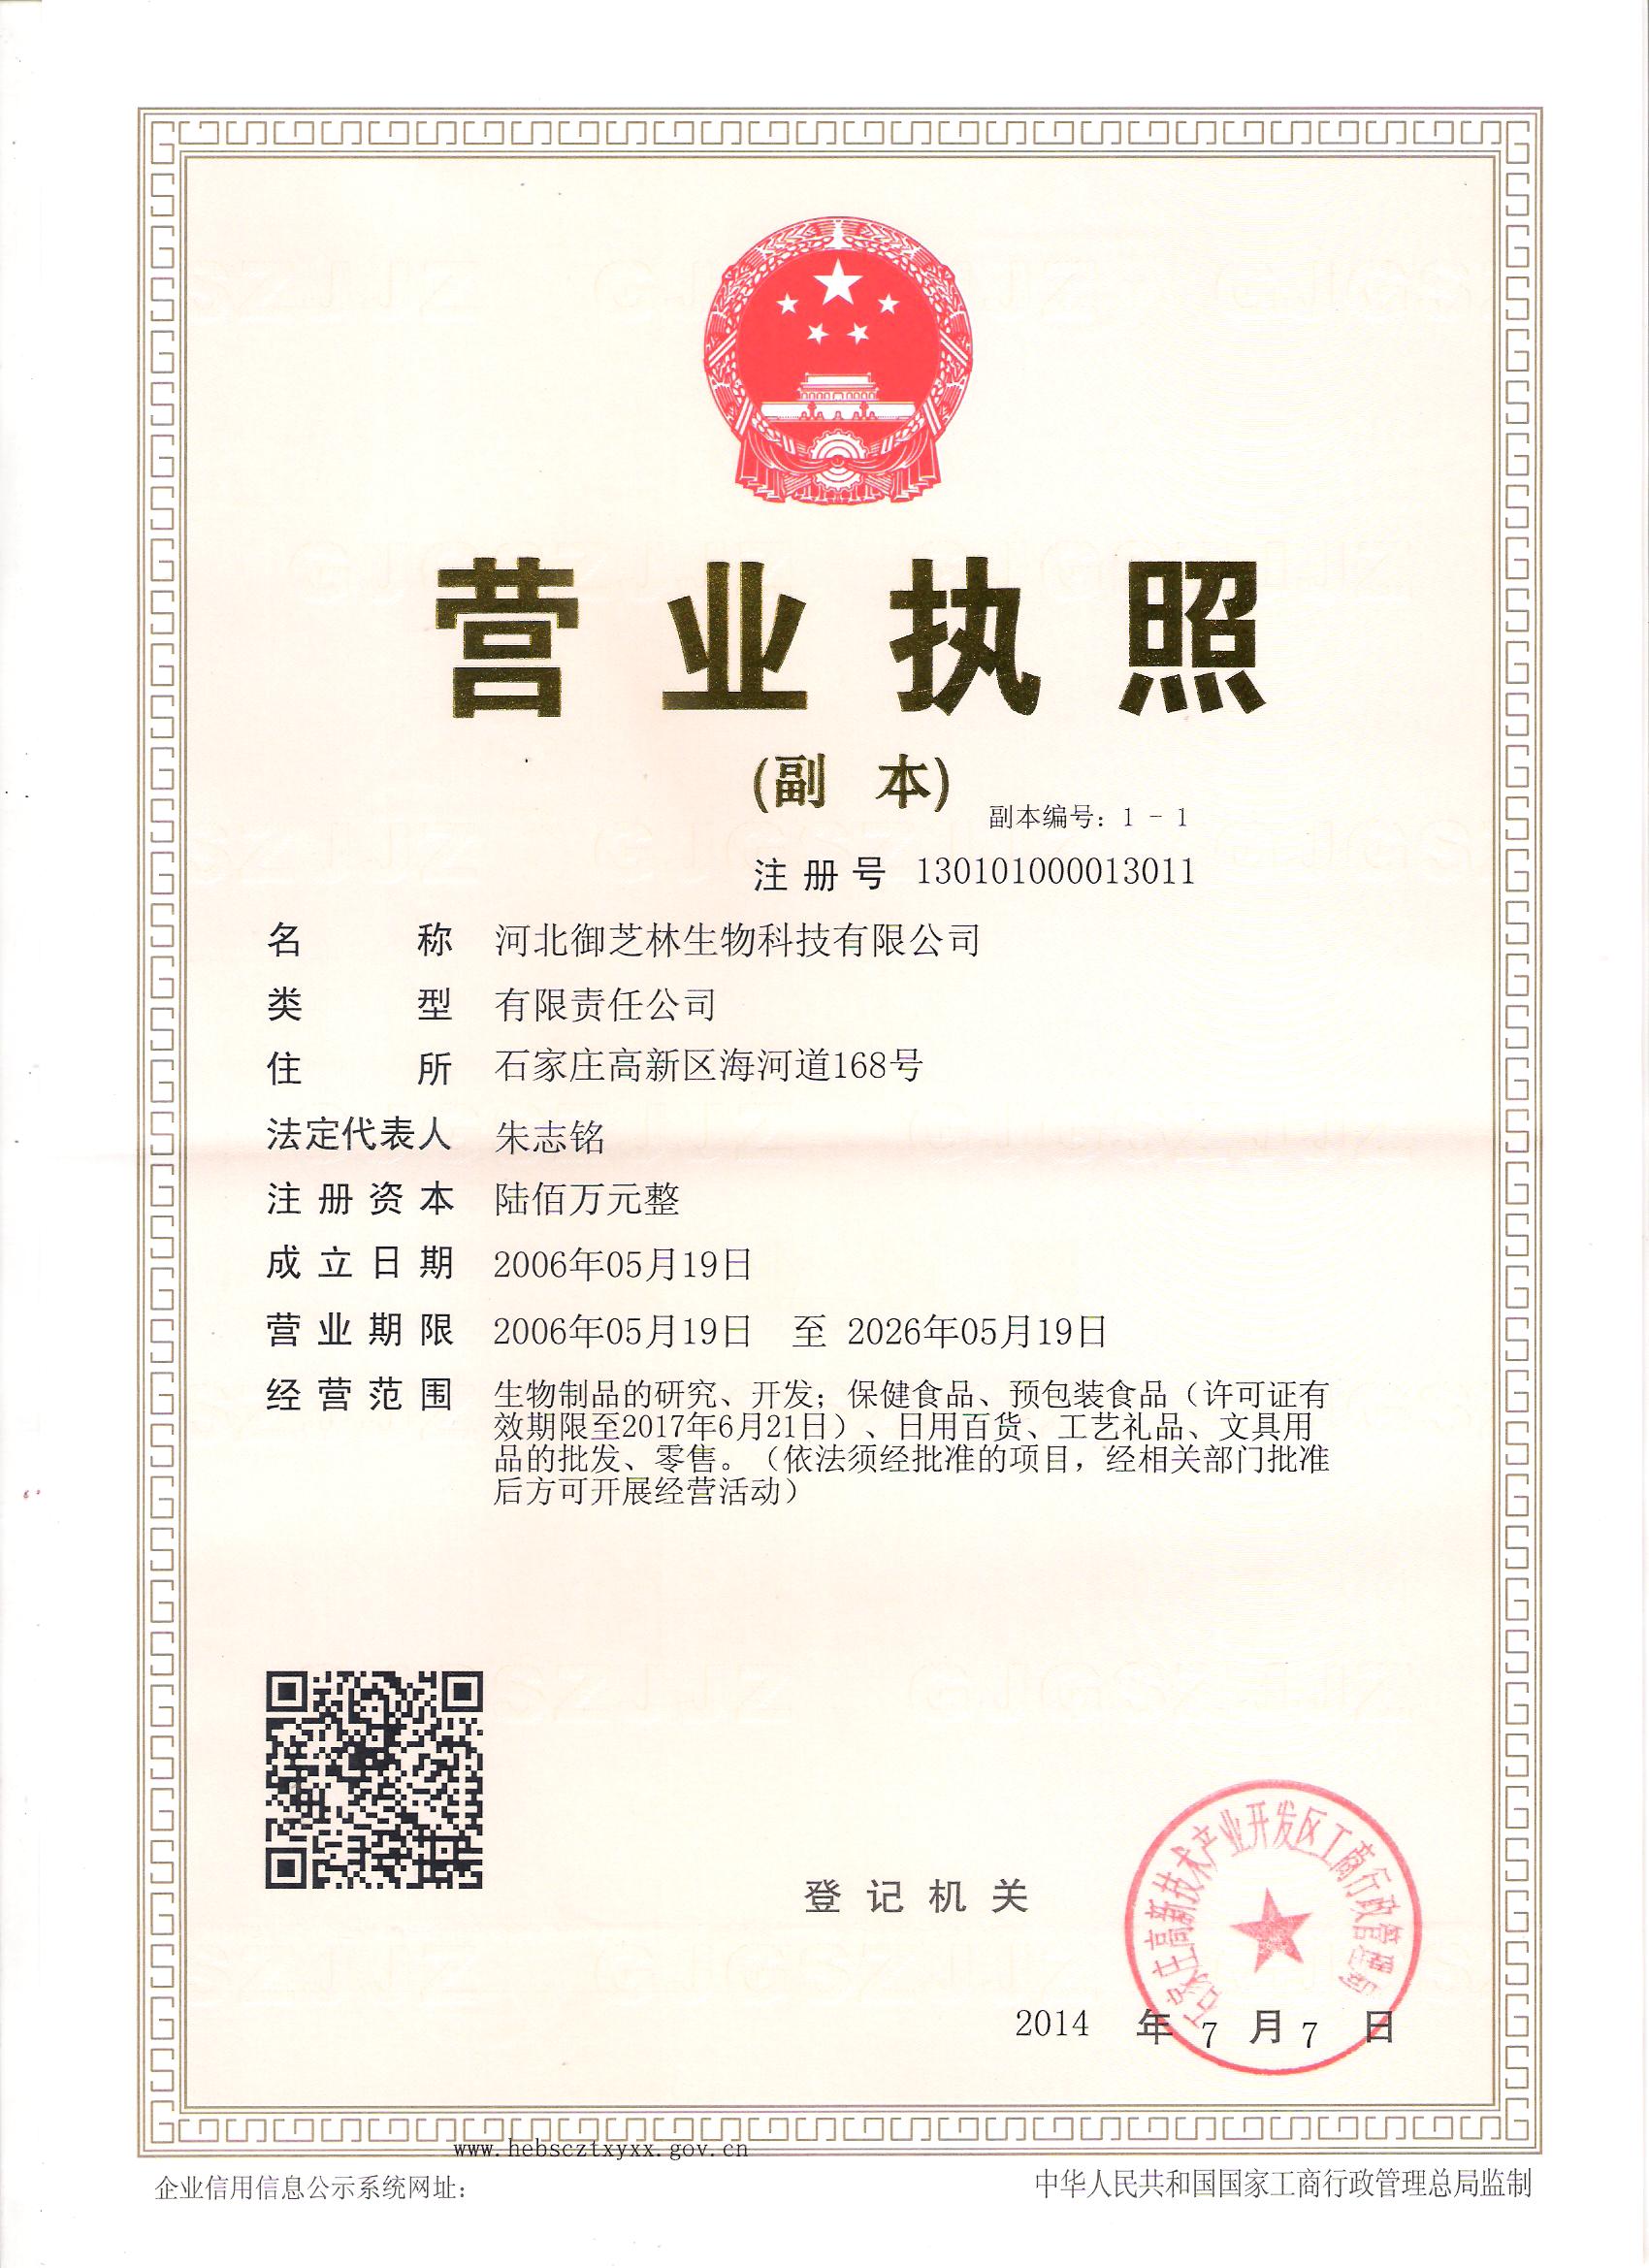 营业执照
(副 本)
副本编号：1 - 1
注册号 130101000013011
名称 河北御芝林生物科技有限公司
类型 有限责任公司
住所 石家庄高新区海河道168号
法定代表人 朱志铭
注册资本 陆佰万元整
成立日期 2006年05月19日
营业期限 2006年05月19日 至 2026年05月19日
经营范围 生物制品的研究、开发；保健食品、预包装食品（许可证有
效期限至2017年6月21日）、日用百货、工艺礼品、文具用
品的批发、零售。（依法须经批准的项目，经相关部门批准
后方可开展经营活动）
石家庄高新技术产业开发区工商行政管理局
登记机关
2014 年 7 月 7 日
www.hebscztxyxx.gov.cn
企业信用信息公示系统网址：
中华人民共和国国家工商行政管理总局监制